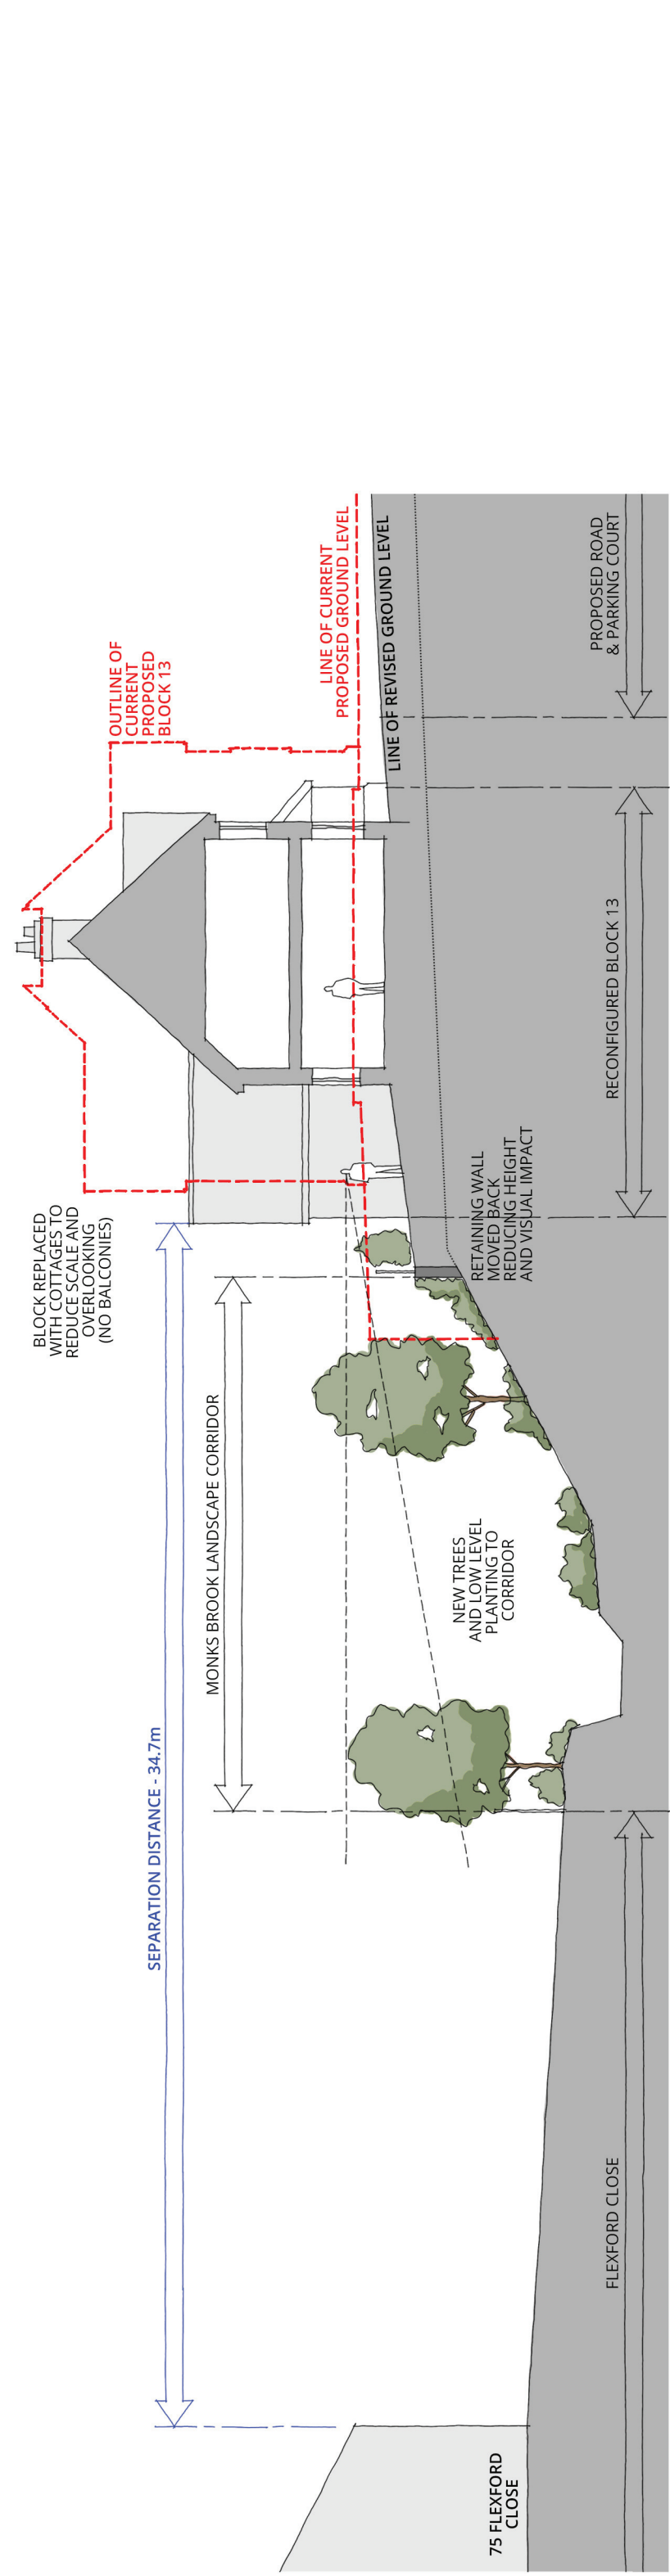 BLOCK REPLACED
WITH COTTAGES TO
REDUCE SCALE AND
OVERLOOKING
(NO BALCONIES)
OUTLINE OF
CURRENT
PROPOSED
BLOCK 13
SEPARATION DISTANCE - 34.7m
MONKS BROOK LANDSCAPE CORRIDOR
LINE OF CURRENT
PROPOSED GROUND LEVEL
LINE OF REVISED GROUND LEVEL
NEW TREES
AND LOW LEVEL
PLANTING TO
CORRIDOR
RETAINING WALL
MOVED BACK
REDUCING HEIGHT
AND VISUAL IMPACT
75 FLEXFORD
CLOSE
FLEXFORD CLOSE
RECONFIGURED BLOCK 13
PROPOSED ROAD
& PARKING COURT